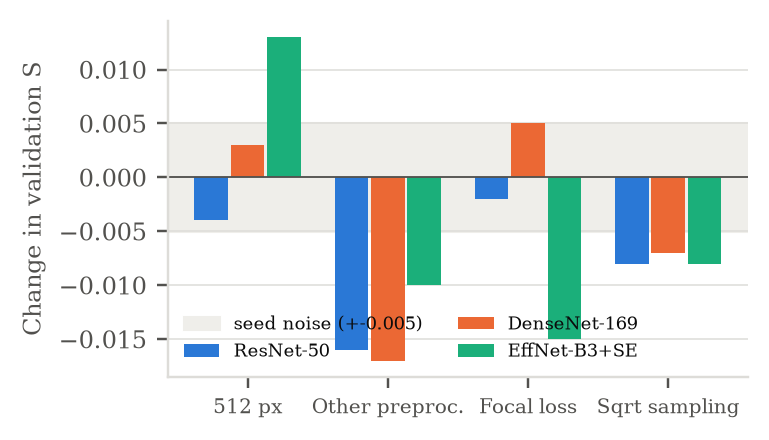 Change in validation S
0.010
0.005
0.000
−0.005
−0.010
−0.015
seed noise (+-0.005)
ResNet-50
DenseNet-169
EffNet-B3+SE
512 px
Other preproc.
Focal loss
Sqrt sampling